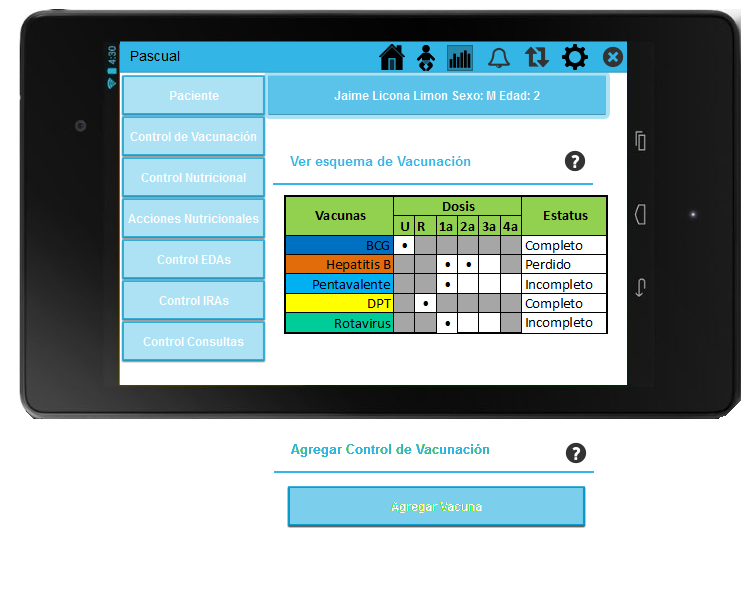 4:30
Pascual
Paciente
Jaime Licona Limon Sexo: M Edad: 2
Control de Vacunación
Control Nutricional
Acciones Nutricionales
Control EDAs
Control IRAs
Control Consultas
Ver esquema de Vacunación ?
Vacunas Dosis Estatus
U R 1a 2a 3a 4a
BCG • Completo
Hepatitis B • • Perdido
Pentavalente • Incompleto
DPT • Completo
Rotavirus • Incompleto
Agregar Control de Vacunación ?
Agregar Vacuna